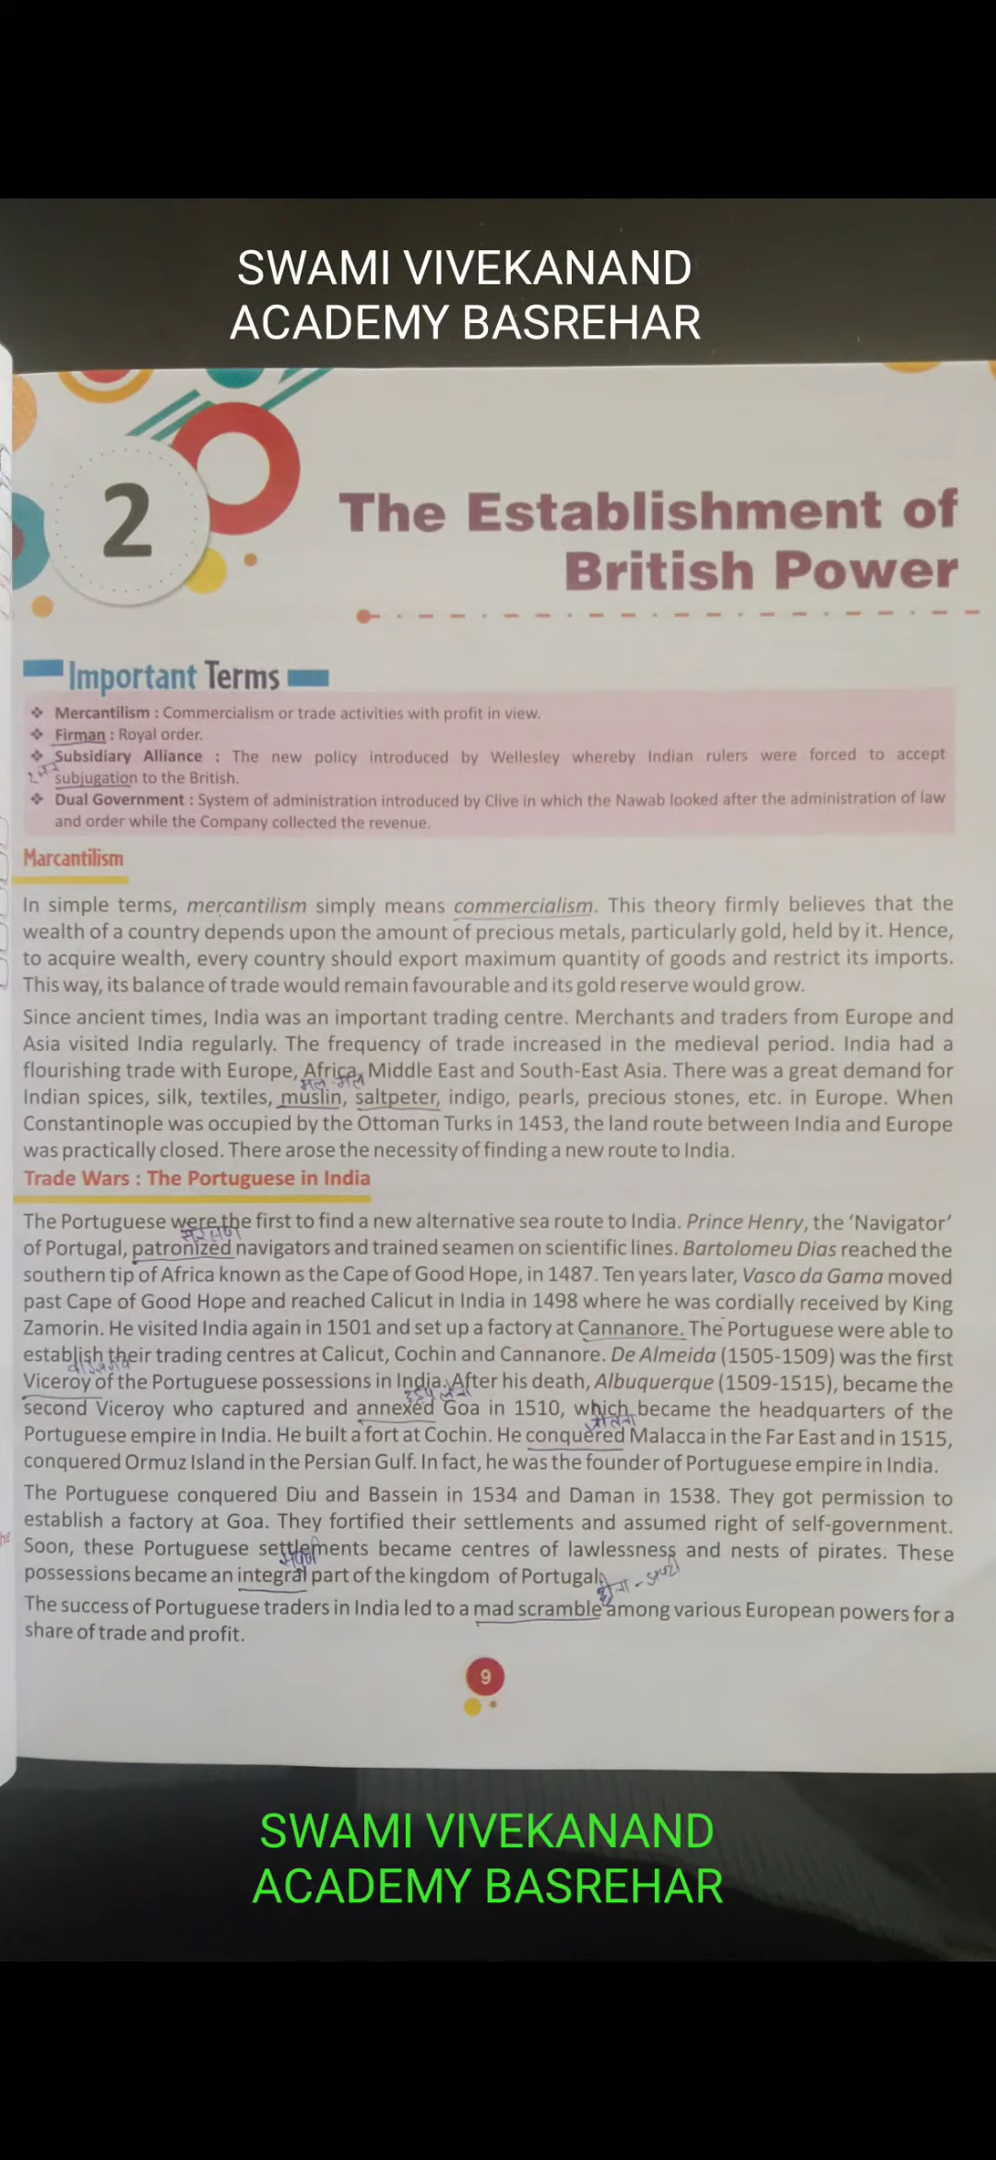 SWAMI VIVEKANAND
ACADEMY BASREHAR
2
The Establishment of
British Power
Important Terms
❖ Mercantilism : Commercialism or trade activities with profit in view.
❖ Firman : Royal order.
❖ Subsidiary Alliance : The new policy introduced by Wellesley whereby Indian rulers were forced to accept
subjugation to the British.
❖ Dual Government : System of administration introduced by Clive in which the Nawab looked after the administration of law
and order while the Company collected the revenue.
Marcantilism
In simple terms, mercantilism simply means commercialism. This theory firmly believes that the
wealth of a country depends upon the amount of precious metals, particularly gold, held by it. Hence,
to acquire wealth, every country should export maximum quantity of goods and restrict its imports.
This way, its balance of trade would remain favourable and its gold reserve would grow.
Since ancient times, India was an important trading centre. Merchants and traders from Europe and
Asia visited India regularly. The frequency of trade increased in the medieval period. India had a
flourishing trade with Europe, Africa, Middle East and South-East Asia. There was a great demand for
मल-मल
Indian spices, silk, textiles, muslin, saltpeter, indigo, pearls, precious stones, etc. in Europe. When
Constantinople was occupied by the Ottoman Turks in 1453, the land route between India and Europe
was practically closed. There arose the necessity of finding a new route to India.
Trade Wars : The Portuguese in India
The Portuguese were the first to find a new alternative sea route to India. Prince Henry, the ‘Navigator’
of Portugal, patronized navigators and trained seamen on scientific lines. Bartolomeu Dias reached the
southern tip of Africa known as the Cape of Good Hope, in 1487. Ten years later, Vasco da Gama moved
past Cape of Good Hope and reached Calicut in India in 1498 where he was cordially received by King
Zamorin. He visited India again in 1501 and set up a factory at Cannanore. The Portuguese were able to
establish their trading centres at Calicut, Cochin and Cannanore. De Almeida (1505-1509) was the first
Viceroy of the Portuguese possessions in India. After his death, Albuquerque (1509-1515), became the
second Viceroy who captured and annexed Goa in 1510, which became the headquarters of the
जीतना
Portuguese empire in India. He built a fort at Cochin. He conquered Malacca in the Far East and in 1515,
conquered Ormuz Island in the Persian Gulf. In fact, he was the founder of Portuguese empire in India.
The Portuguese conquered Diu and Bassein in 1534 and Daman in 1538. They got permission to
establish a factory at Goa. They fortified their settlements and assumed right of self-government.
he
Soon, these Portuguese settlements became centres of lawlessness and nests of pirates. These
possessions became an integral part of the kingdom of Portugal.
The success of Portuguese traders in India led to a mad scramble among various European powers for a
share of trade and profit.
9
SWAMI VIVEKANAND
ACADEMY BASREHAR